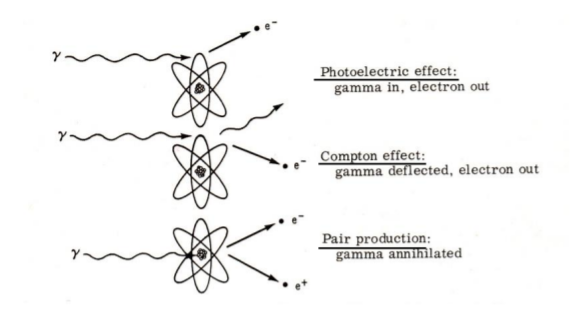 γ
e⁻
Photoelectric effect:
gamma in, electron out
γ
e⁻
Compton effect:
gamma deflected, electron out
γ
e⁻
e⁺
Pair production:
gamma annihilated